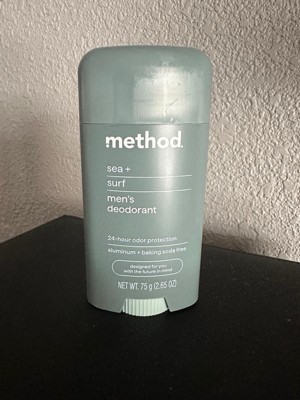 method.
sea +
surf
men's
deodorant
24-hour odor protection
aluminum + baking soda free
designed for you
with the future in mind
NET WT. 75 g (2.65 OZ)